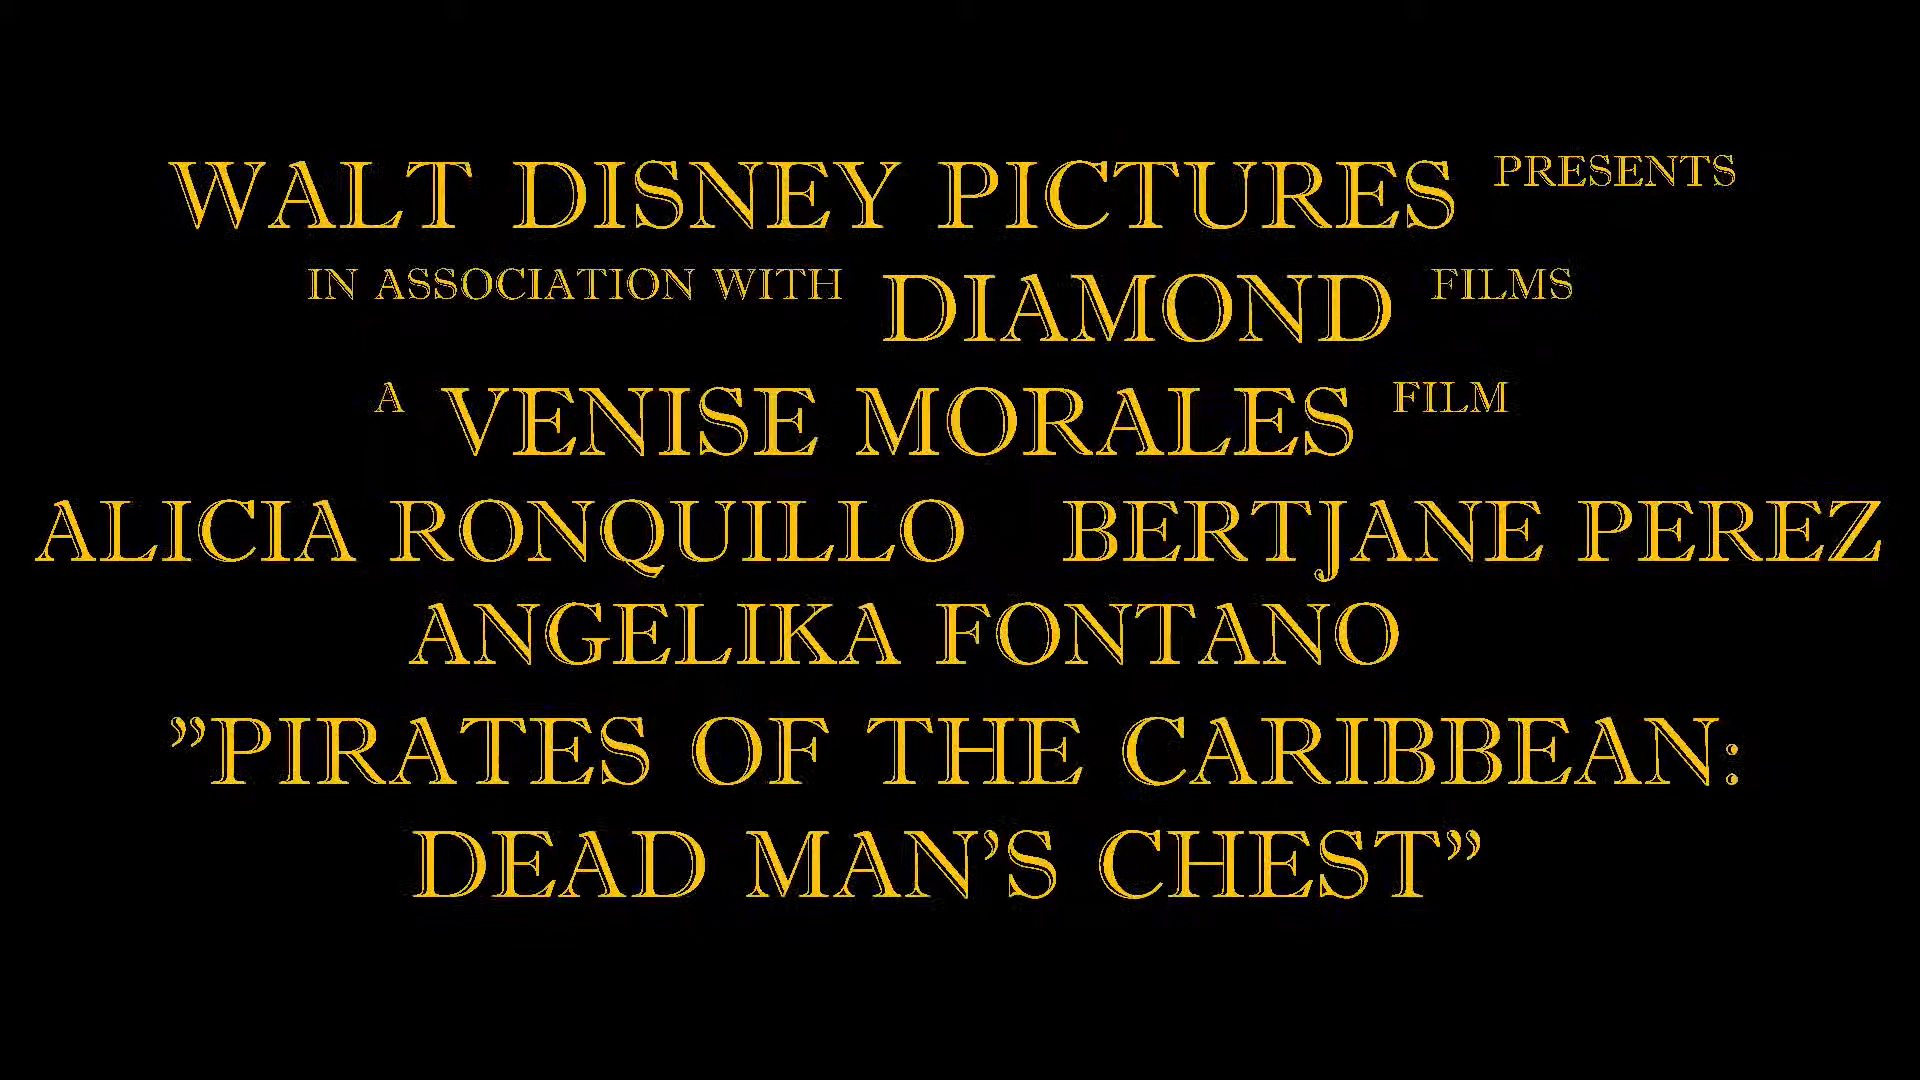 WALT DISNEY PICTURES PRESENTS
IN ASSOCIATION WITH DIAMOND FILMS
A VENISE MORALES FILM
ALICIA RONQUILLO BERTJANE PEREZ
ANGELIKA FONTANO
”PIRATES OF THE CARIBBEAN:
DEAD MAN’S CHEST”